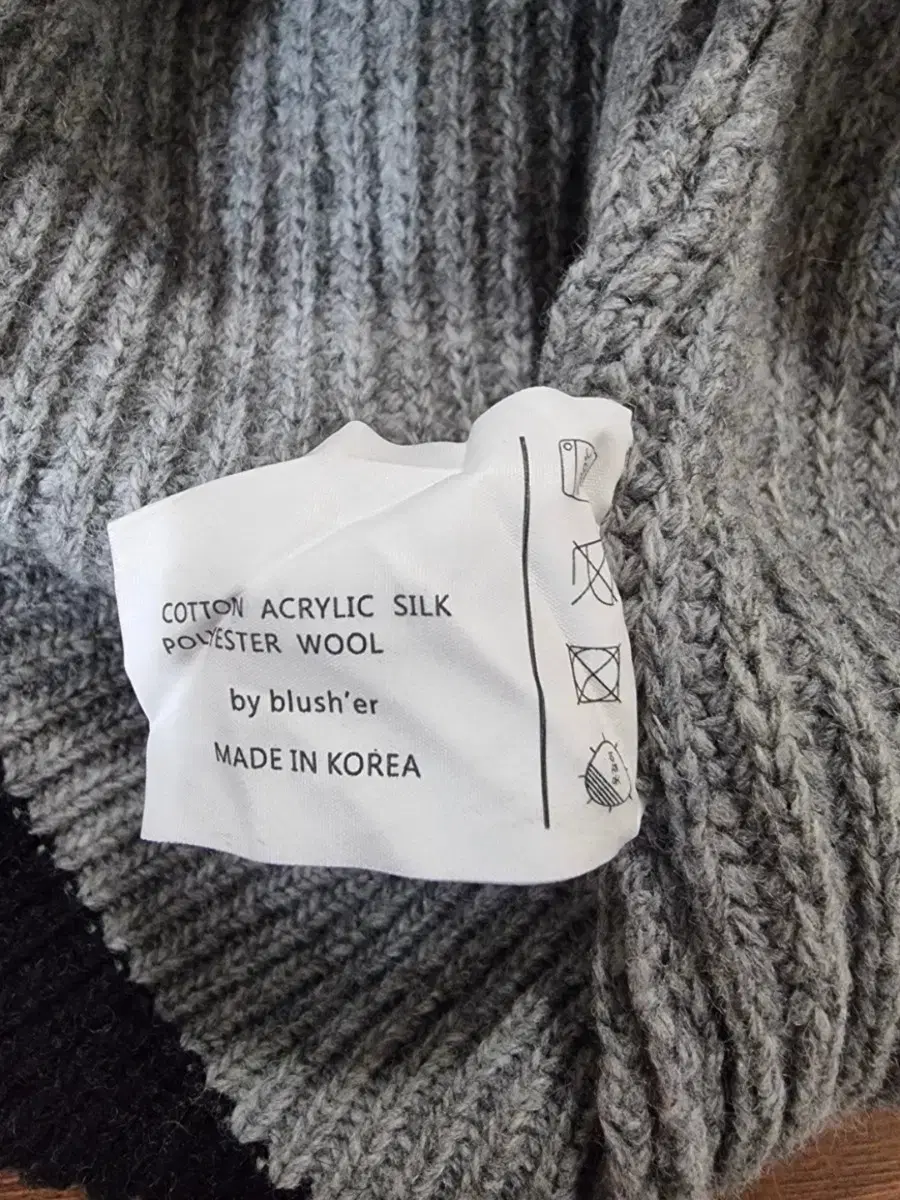 COTTON ACRYLIC SILK
POLYESTER WOOL
by blush'er
MADE IN KOREA